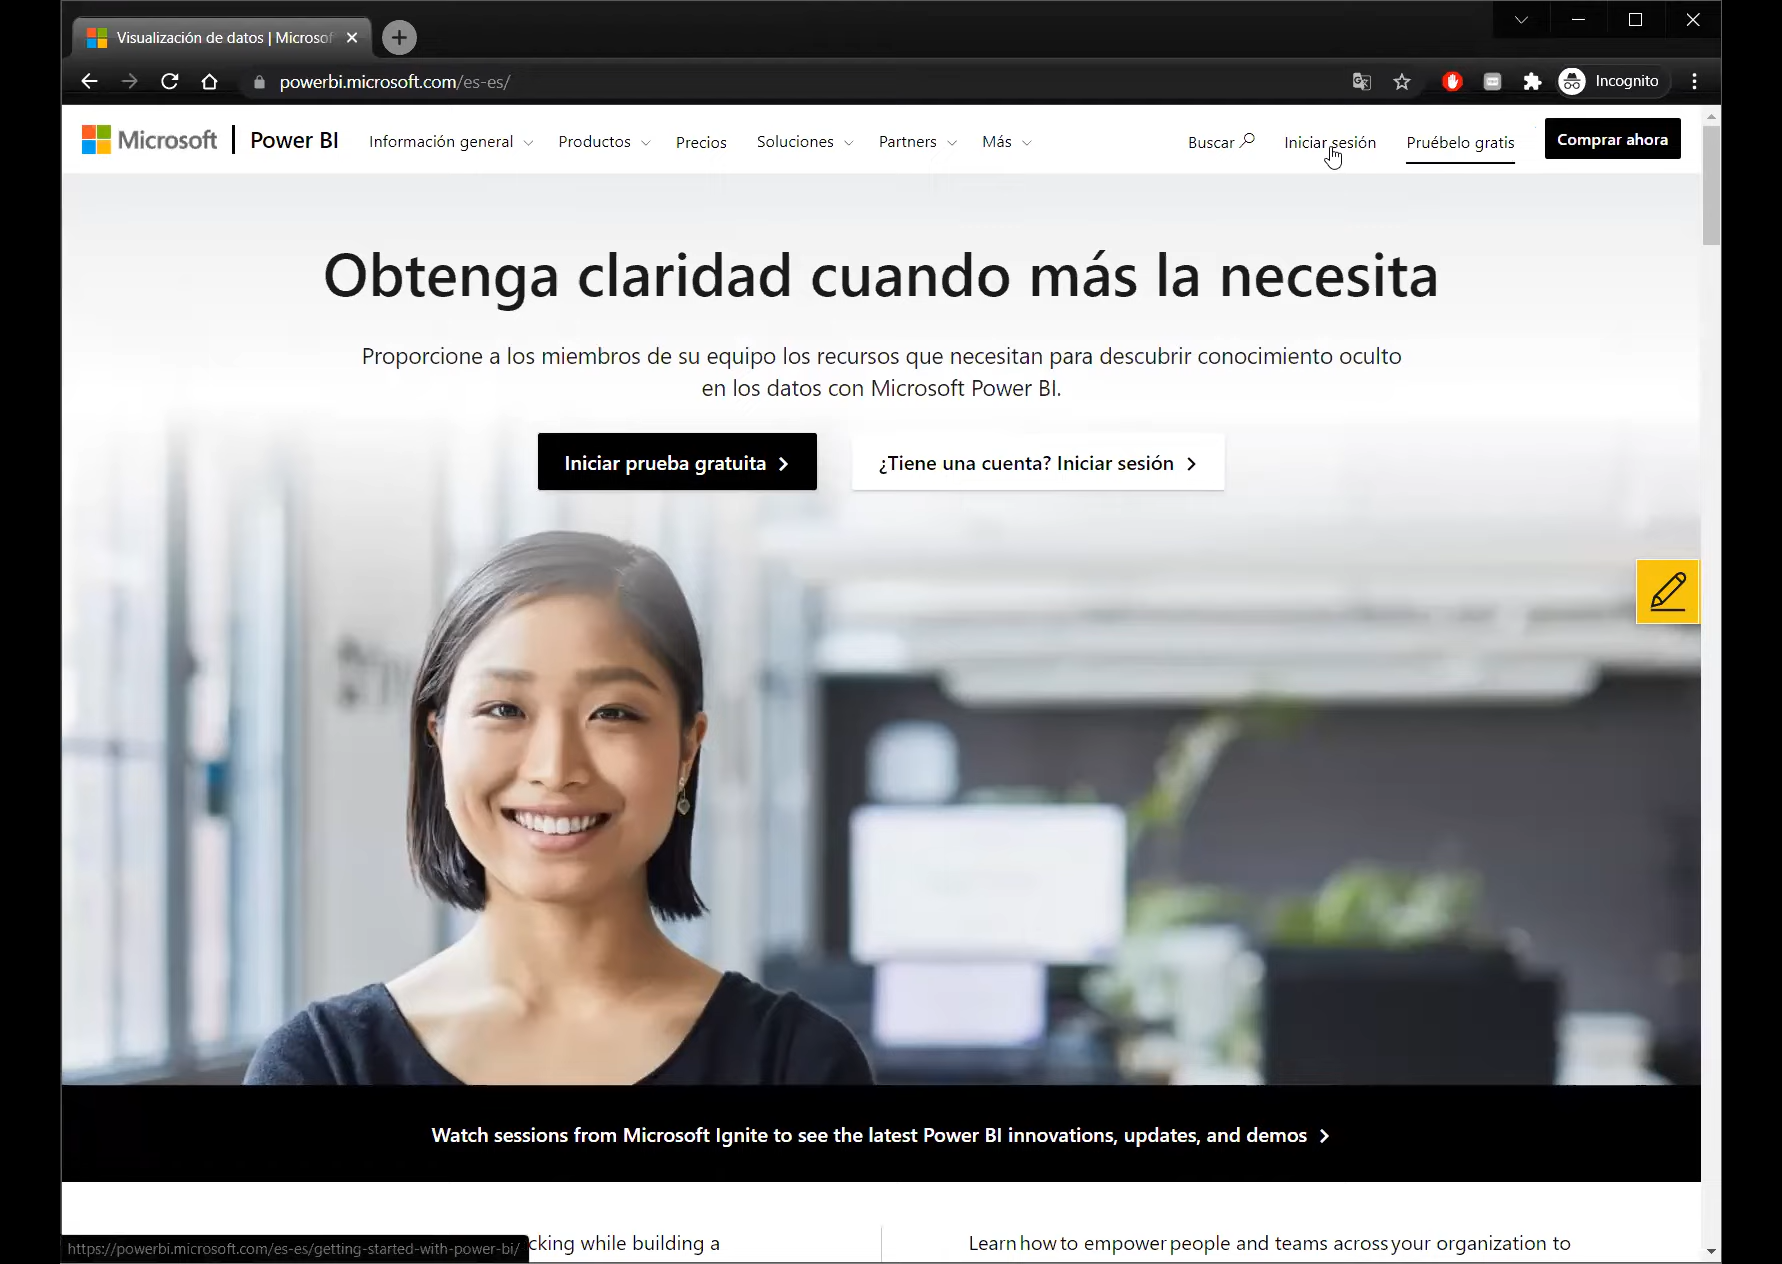 Visualización de datos | Microsof
powerbi.microsoft.com/es-es/
Incognito
Microsoft
Power BI
Información general
Productos
Precios
Soluciones
Partners
Más
Buscar
Iniciar sesión
Pruébelo gratis
Comprar ahora
Obtenga claridad cuando más la necesita
Proporcione a los miembros de su equipo los recursos que necesitan para descubrir conocimiento oculto
en los datos con Microsoft Power BI.
Iniciar prueba gratuita
¿Tiene una cuenta? Iniciar sesión
Watch sessions from Microsoft Ignite to see the latest Power BI innovations, updates, and demos
cking while building a
Learn how to empower people and teams across your organization to
https://powerbi.microsoft.com/es-es/getting-started-with-power-bi/